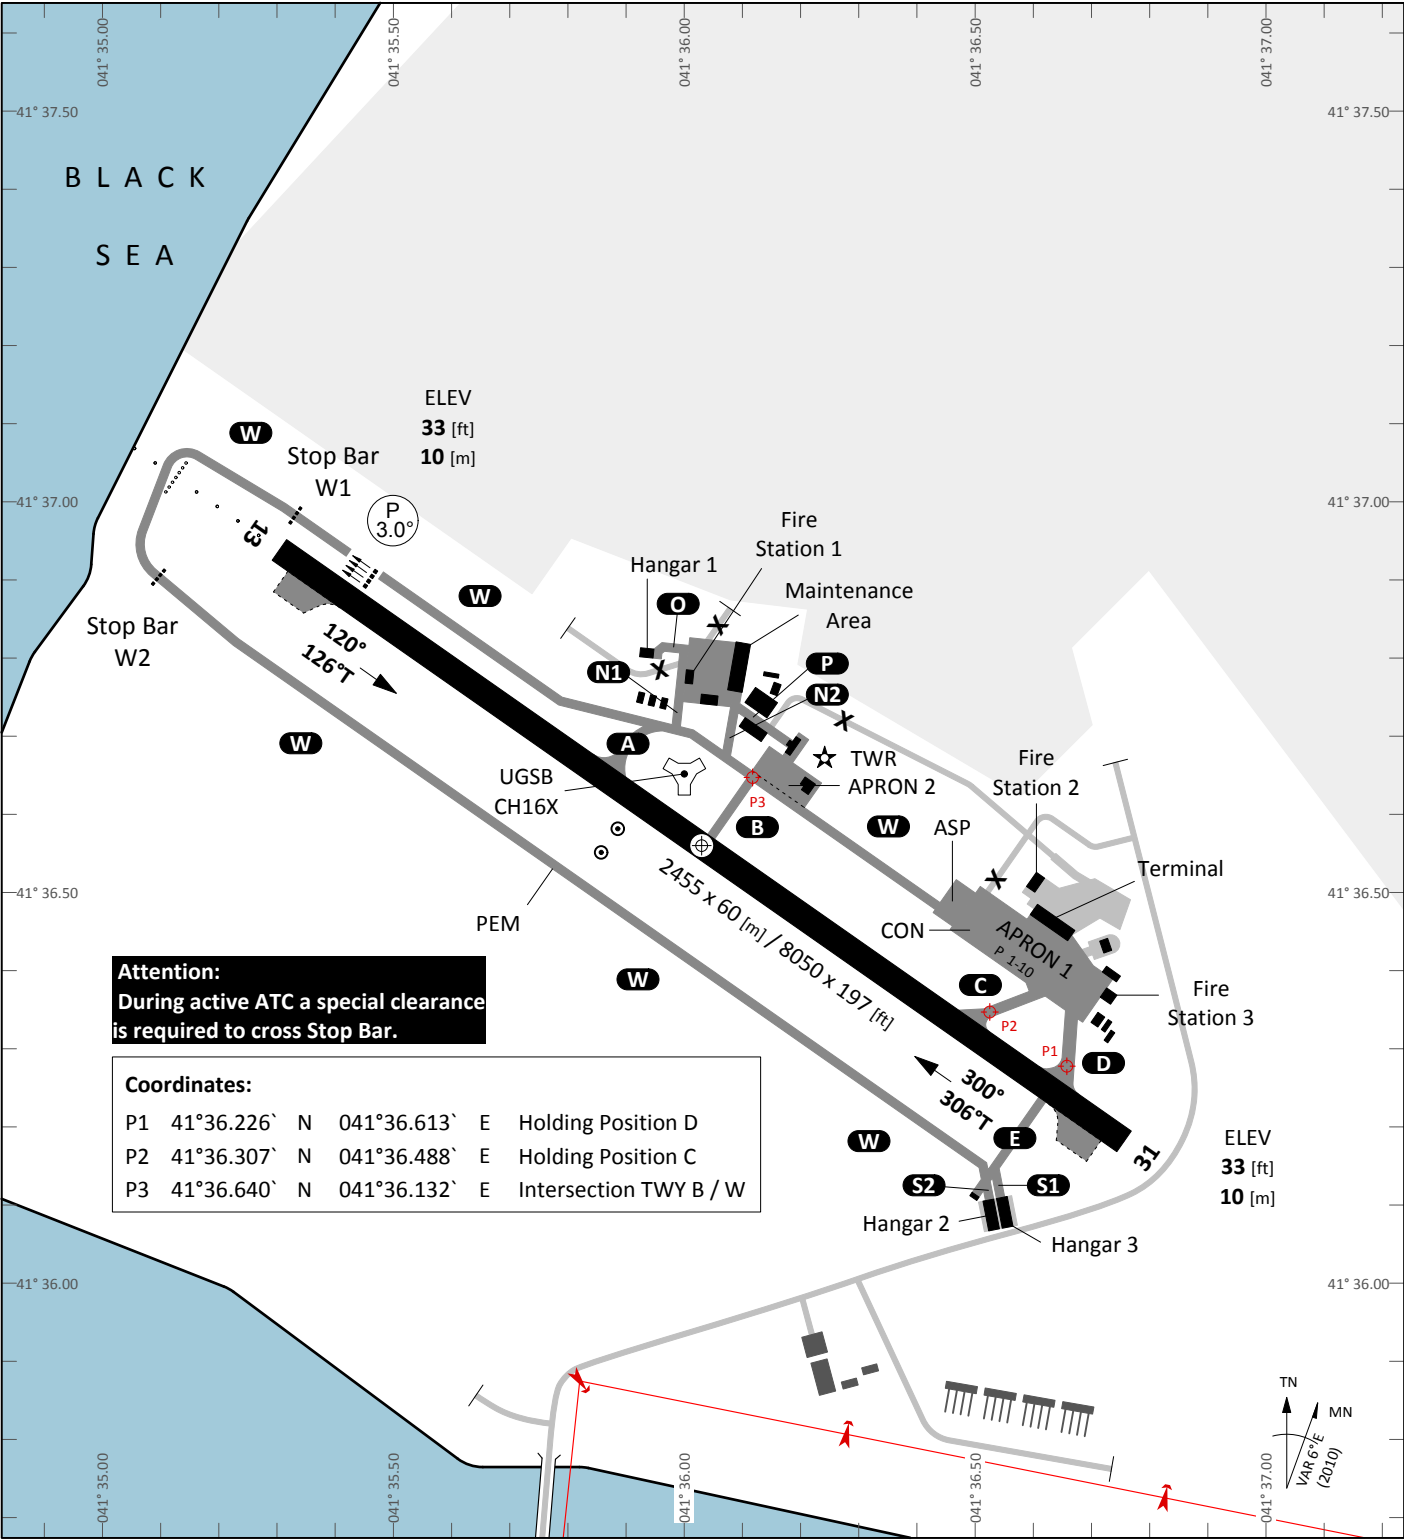 041° 35.00
041° 35.50
041° 36.00
041° 36.50
041° 37.00
41° 37.50
41° 37.50
BLACK
SEA
ELEV
33 [ft]
10 [m]
W
Stop Bar
W1
P
3.0°
41° 37.00
41° 37.00
13
Fire
Station 1
Hangar 1
Maintenance
Area
W
O
Stop Bar
W2
120°
126°T
X
X
P
N1
N2
X
W
A
TWR
UGSB
CH16X
APRON 2
Fire
Station 2
P3
B
W
ASP
Terminal
2455 x 60 [m] / 8050 x 197 [ft]
X
41° 36.50
41° 36.50
PEM
CON
APRON 1
P 1-10
W
C
Fire
Station 3
P2
P1
D
Attention:
During active ATC a special clearance
is required to cross Stop Bar.
300°
306°T
Coordinates:
P1 41°36.226` N 041°36.613` E Holding Position D
P2 41°36.307` N 041°36.488` E Holding Position C
P3 41°36.640` N 041°36.132` E Intersection TWY B / W
W
E
31
ELEV
33 [ft]
10 [m]
S2
S1
Hangar 2
Hangar 3
41° 36.00
41° 36.00
TN
MN
VAR 6°/E
(2010)
041° 35.00
041° 35.50
041° 36.00
041° 36.50
041° 37.00